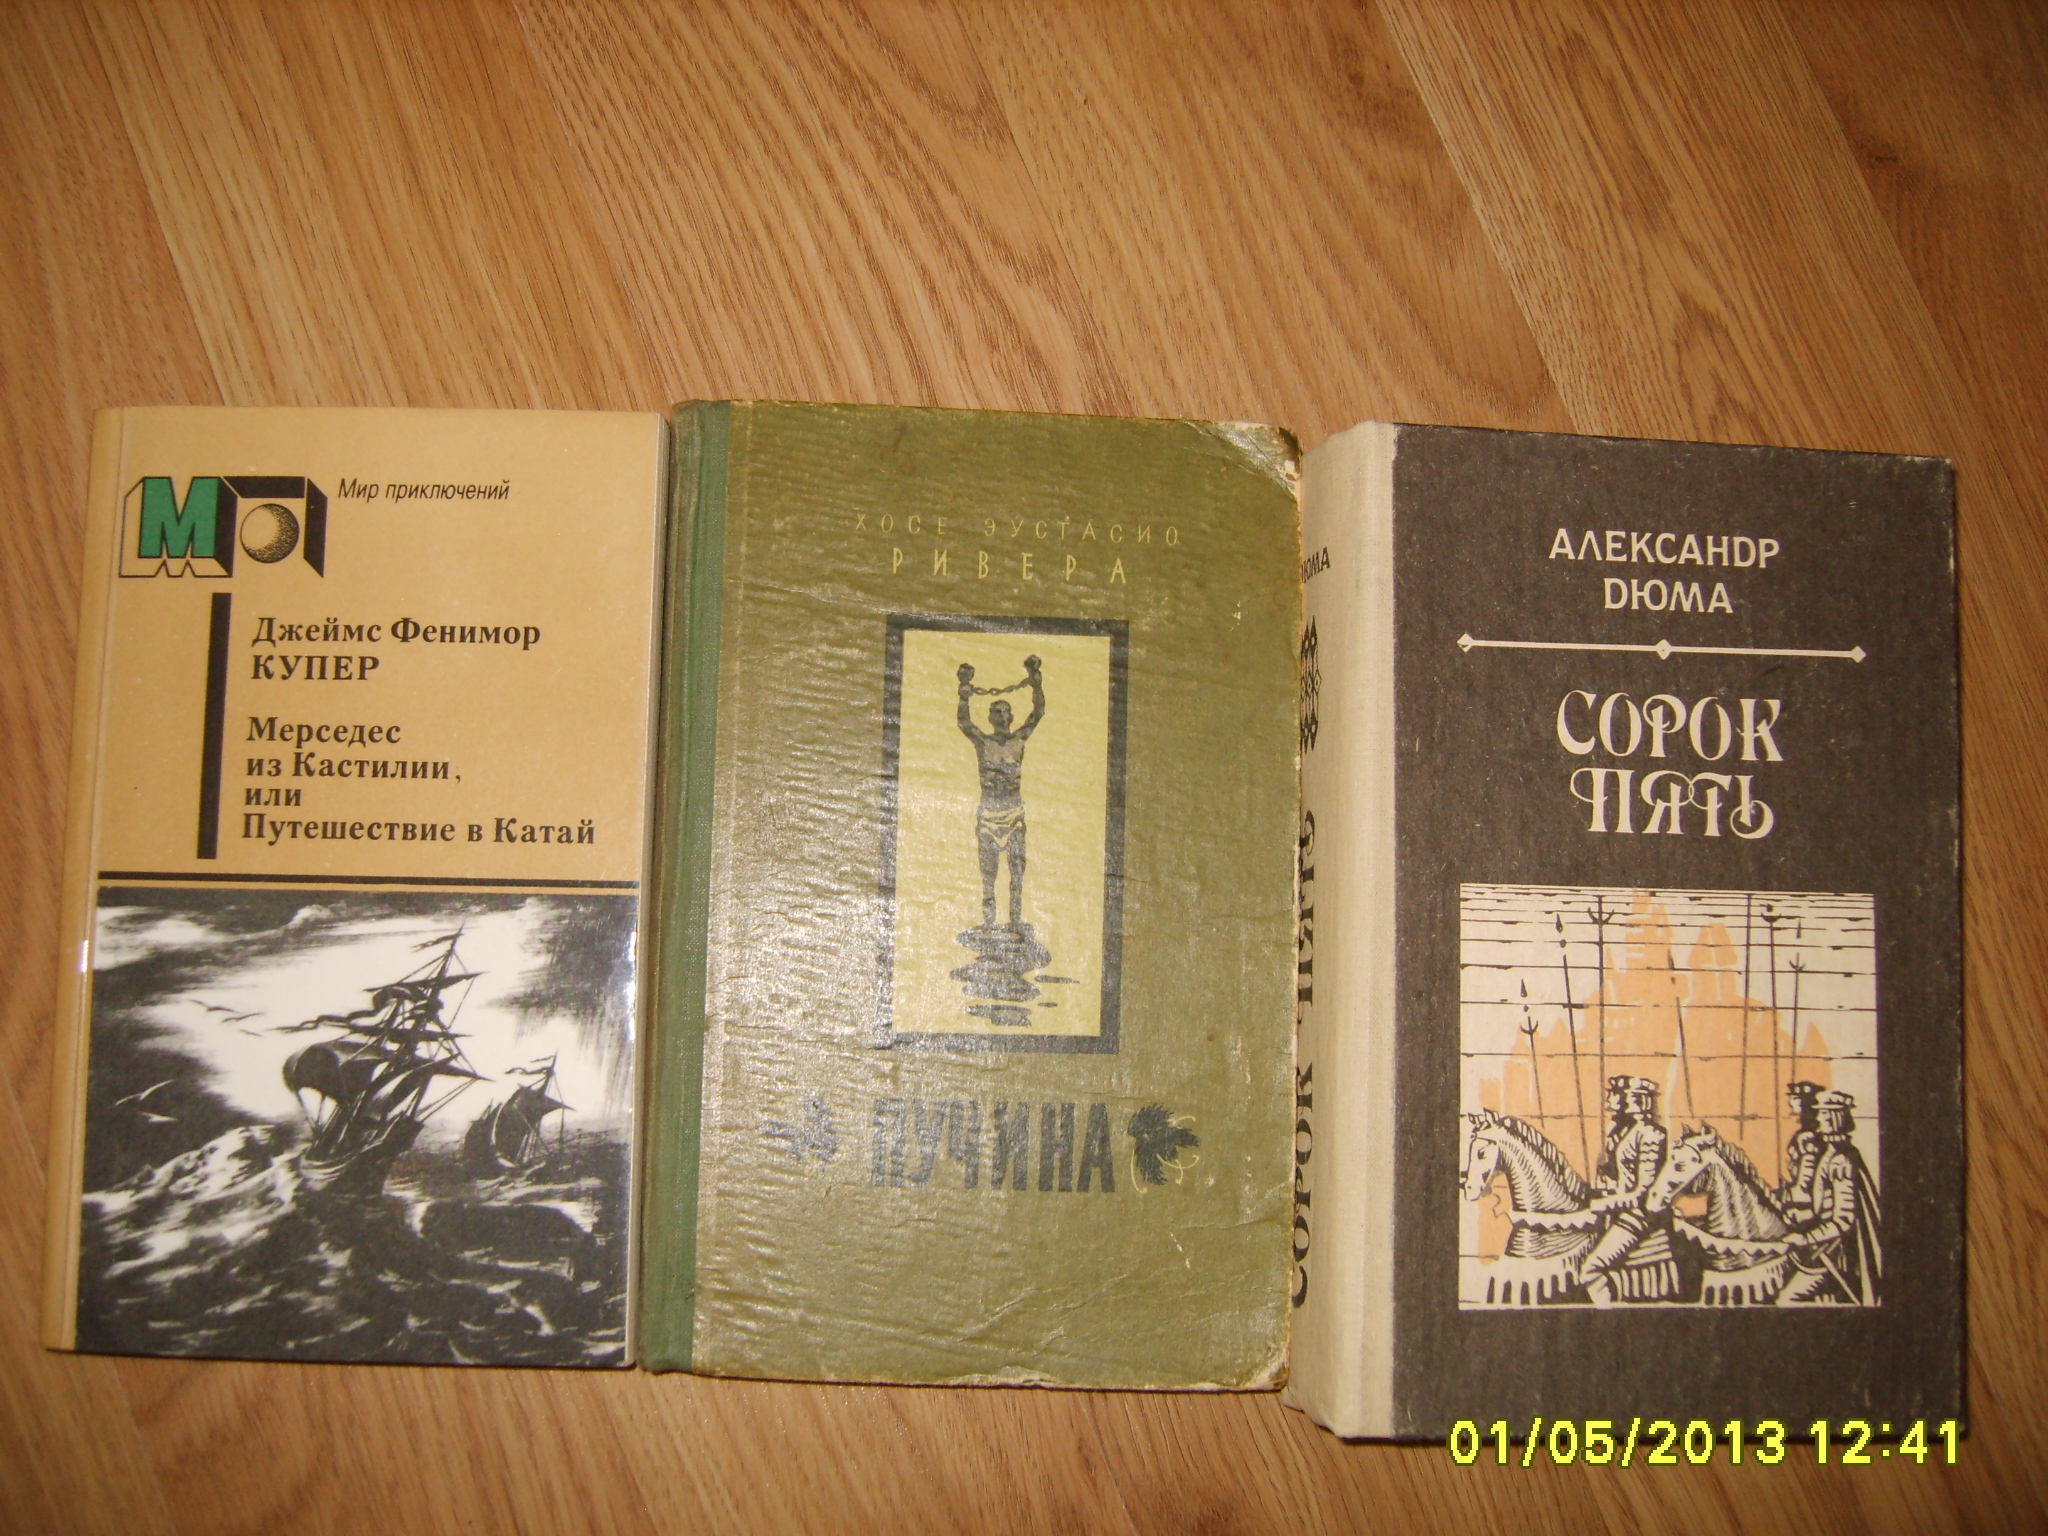 М
Мир приключений
Джеймс Фенимор
КУПЕР
Мерседес
из Кастилии,
или
Путешествие в Катай
ХОСЕ ЭУСТАСИО
РИВЕРА
ПУЧИНА
ДЮМА
СОРОК ПЯТЬ
АЛЕКСАНДР
ДЮМА
СОРОК
ПЯТЬ
01/05/2013 12:41